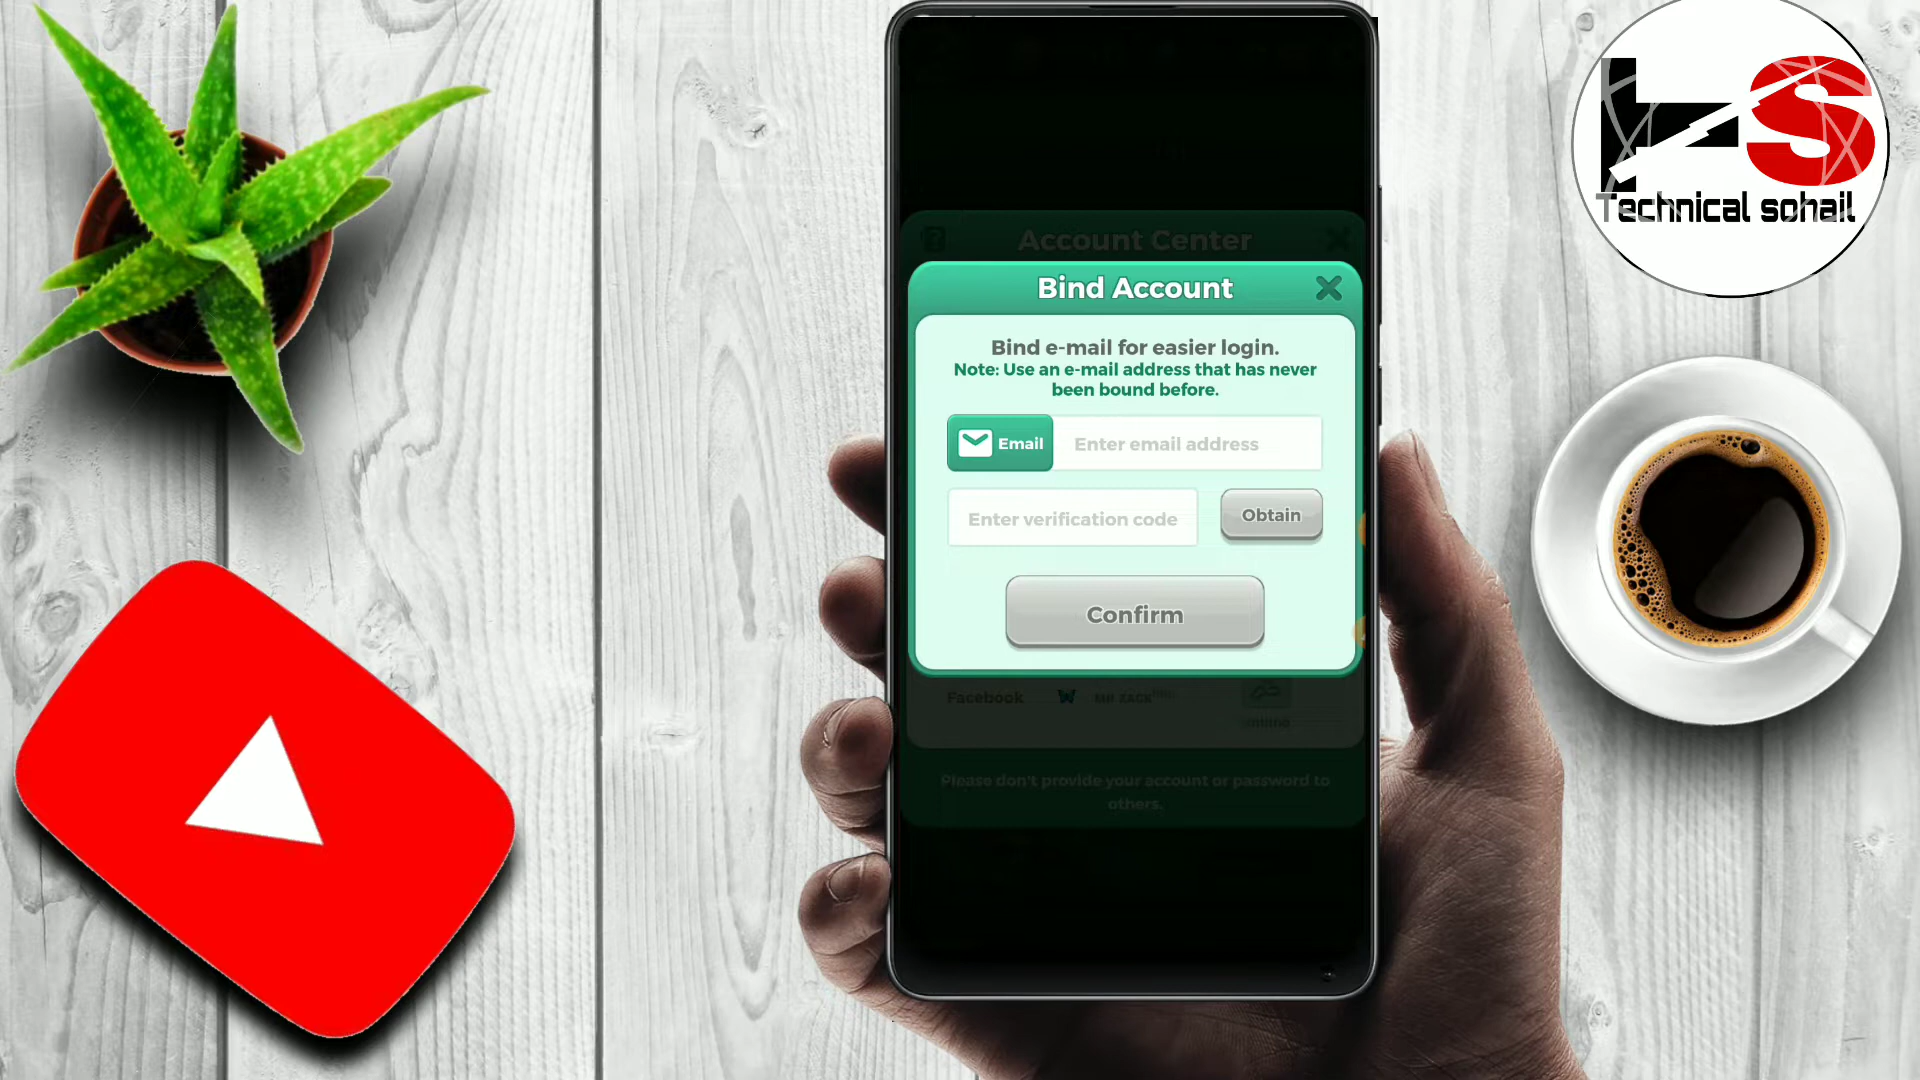 Technical sohail
Account Center
Bind Account
Bind e-mail for easier login.
Note: Use an e-mail address that has never
been bound before.
Email
Enter email address
Enter verification code
Obtain
Confirm
Facebook
Please don't provide your account or password to
others.